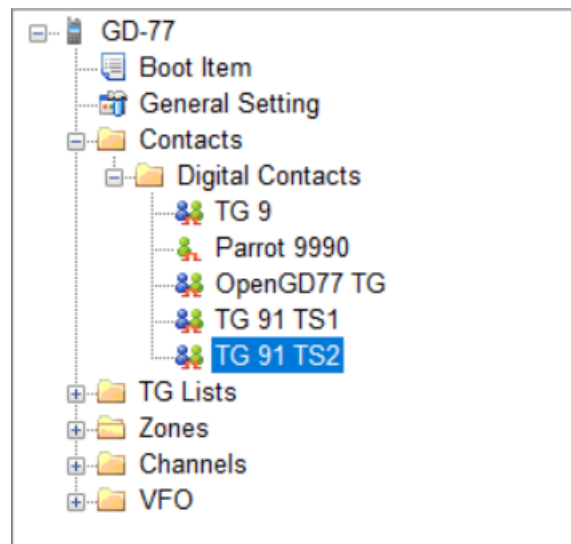 GD-77
Boot Item
General Setting
Contacts
Digital Contacts
TG 9
Parrot 9990
OpenGD77 TG
TG 91 TS1
TG 91 TS2
TG Lists
Zones
Channels
VFO